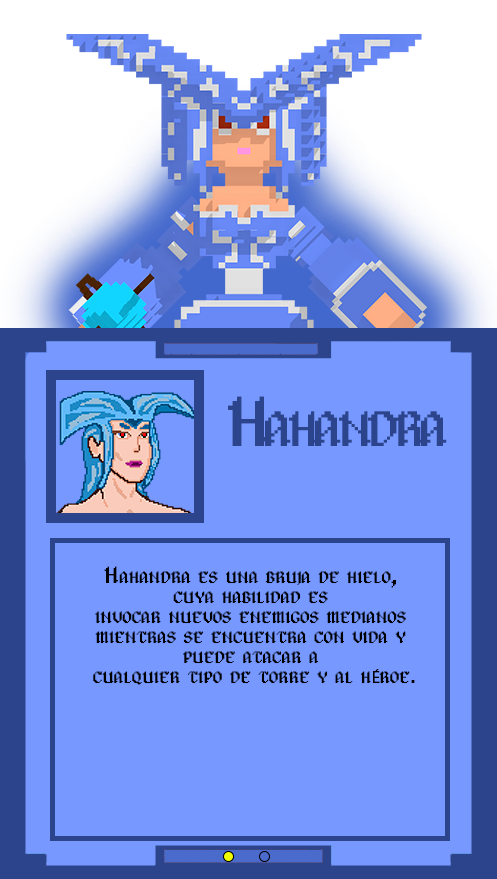 Hahandra
Hahandra es una bruja de hielo,
cuya habilidad es
invocar nuevos enemigos medianos
mientras se encuentra con vida y
puede atacar a
cualquier tipo de torre y al héroe.